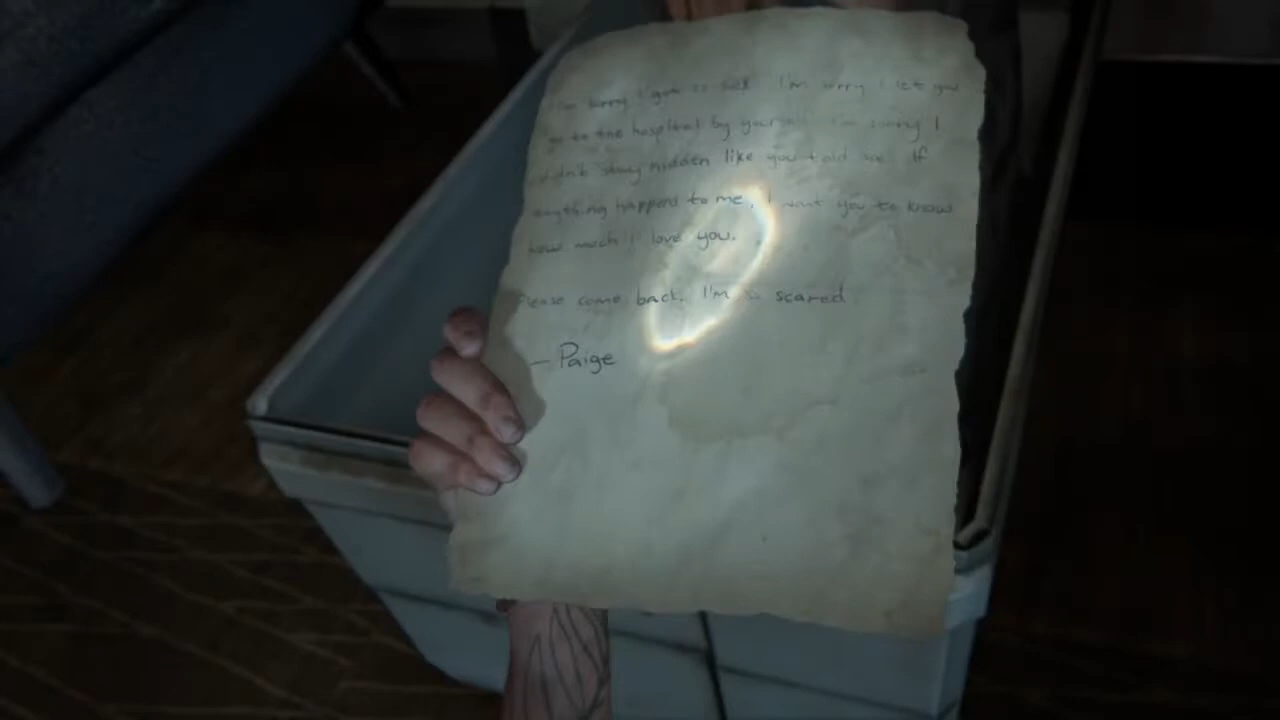 I'm sorry I got so sick. I'm sorry I let you
go to the hospital by yourself. I'm sorry I
didn't stay hidden like you told me. If
anything happens to me, I want you to know
how much I love you.
Please come back. I'm so scared
— Paige